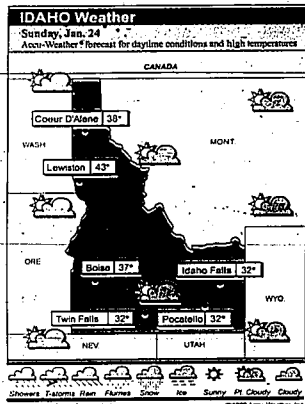 IDAHO Weather
Sunday, Jan. 24
Accu-Weather® forecast for daytime conditions and high temperatures
CANADA
Coeur D'Alene 38°
WASH
MONT.
Lewiston 43°
ORE
Boise 37°
Idaho Falls 32°
WYO.
Twin Falls 32°
Pocatello 32°
NEV.
UTAH
Showers T-storms Rain Flurries Snow Ice Sunny Pt. Cloudy Cloudy